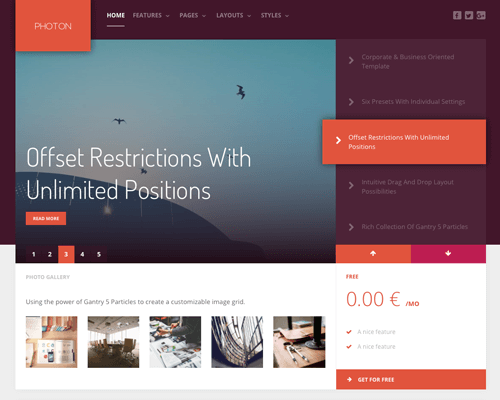 PHOTON
HOME FEATURES PAGES LAYOUTS STYLES
Corporate & Business Oriented
Template
Six Presets With Individual Settings
Offset Restrictions With Unlimited
Positions
Intuitive Drag And Drop Layout
Possibilities
Rich Collection Of Gantry 5 Particles
Offset Restrictions With
Unlimited Positions
READ MORE
1 2 3 4 5
PHOTO GALLERY
Using the power of Gantry 5 Particles to create a customizable image grid.
FREE
0.00 € /MO
A nice feature
A nice feature
GET FOR FREE